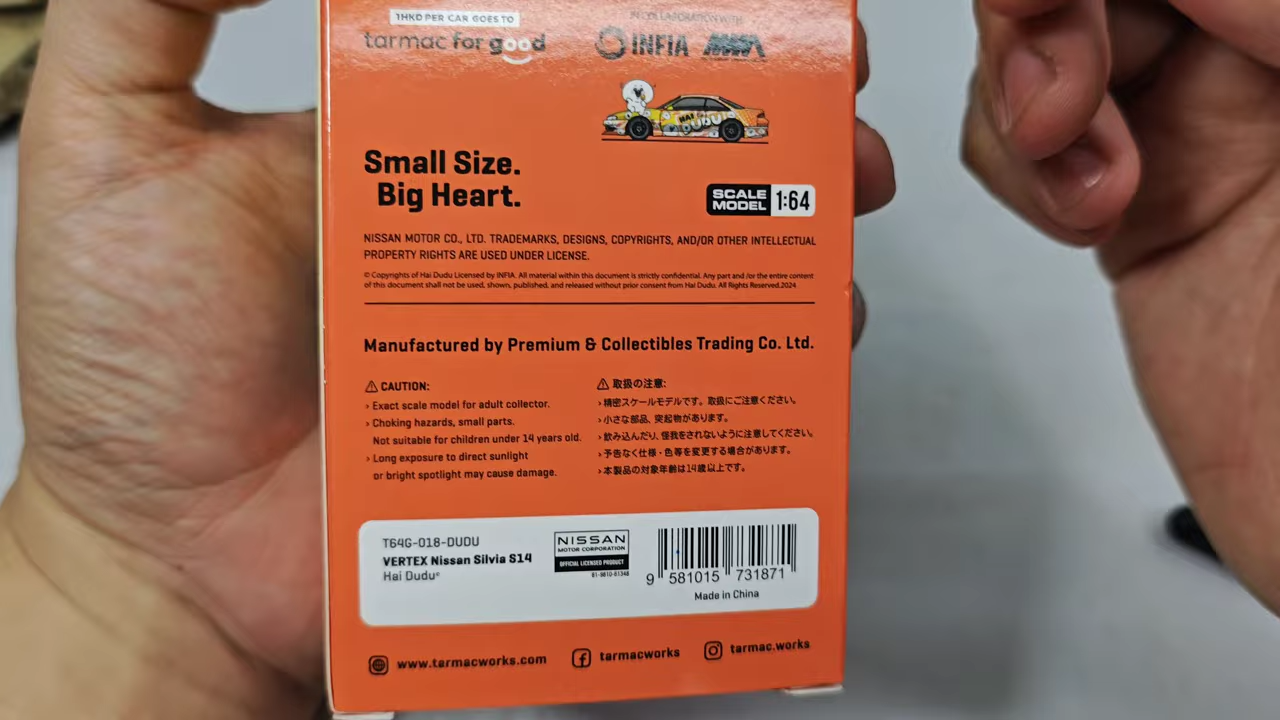 1HKD PER CAR GOES TO
tarmac for good
IN COLLABORATION WITH
INFIA
HAI
DUDU
Small Size.
Big Heart.
SCALE
MODEL 1:64
NISSAN MOTOR CO., LTD. TRADEMARKS, DESIGNS, COPYRIGHTS, AND/OR OTHER INTELLECTUAL
PROPERTY RIGHTS ARE USED UNDER LICENSE.
© Copyrights of Hai Dudu Licensed by INFIA. All material within this document is strictly confidential. Any part and /or the entire content
of this document shall not be used, shown, published, and released without prior consent from Hai Dudu. All Rights Reserved.2024
Manufactured by Premium & Collectibles Trading Co. Ltd.
⚠ CAUTION:
› Exact scale model for adult collector.
› Choking hazards, small parts.
Not suitable for children under 14 years old.
› Long exposure to direct sunlight
or bright spotlight may cause damage.
⚠ 取扱の注意:
›精密スケールモデルです。取扱にご注意ください。
›小さな部品、突起物があります。
›飲み込んだり、怪我をされないように注意してください。
›予告なく仕様・色等を変更する場合があります。
›本製品の対象年齢は14歳以上です。
T64G-018-DUDU
VERTEX Nissan Silvia S14
Hai Dudu®
NISSAN
MOTOR CORPORATION
OFFICIAL LICENSED PRODUCT
9 581015 731871
Made in China
www.tarmacworks.com
tarmacworks
tarmac.works